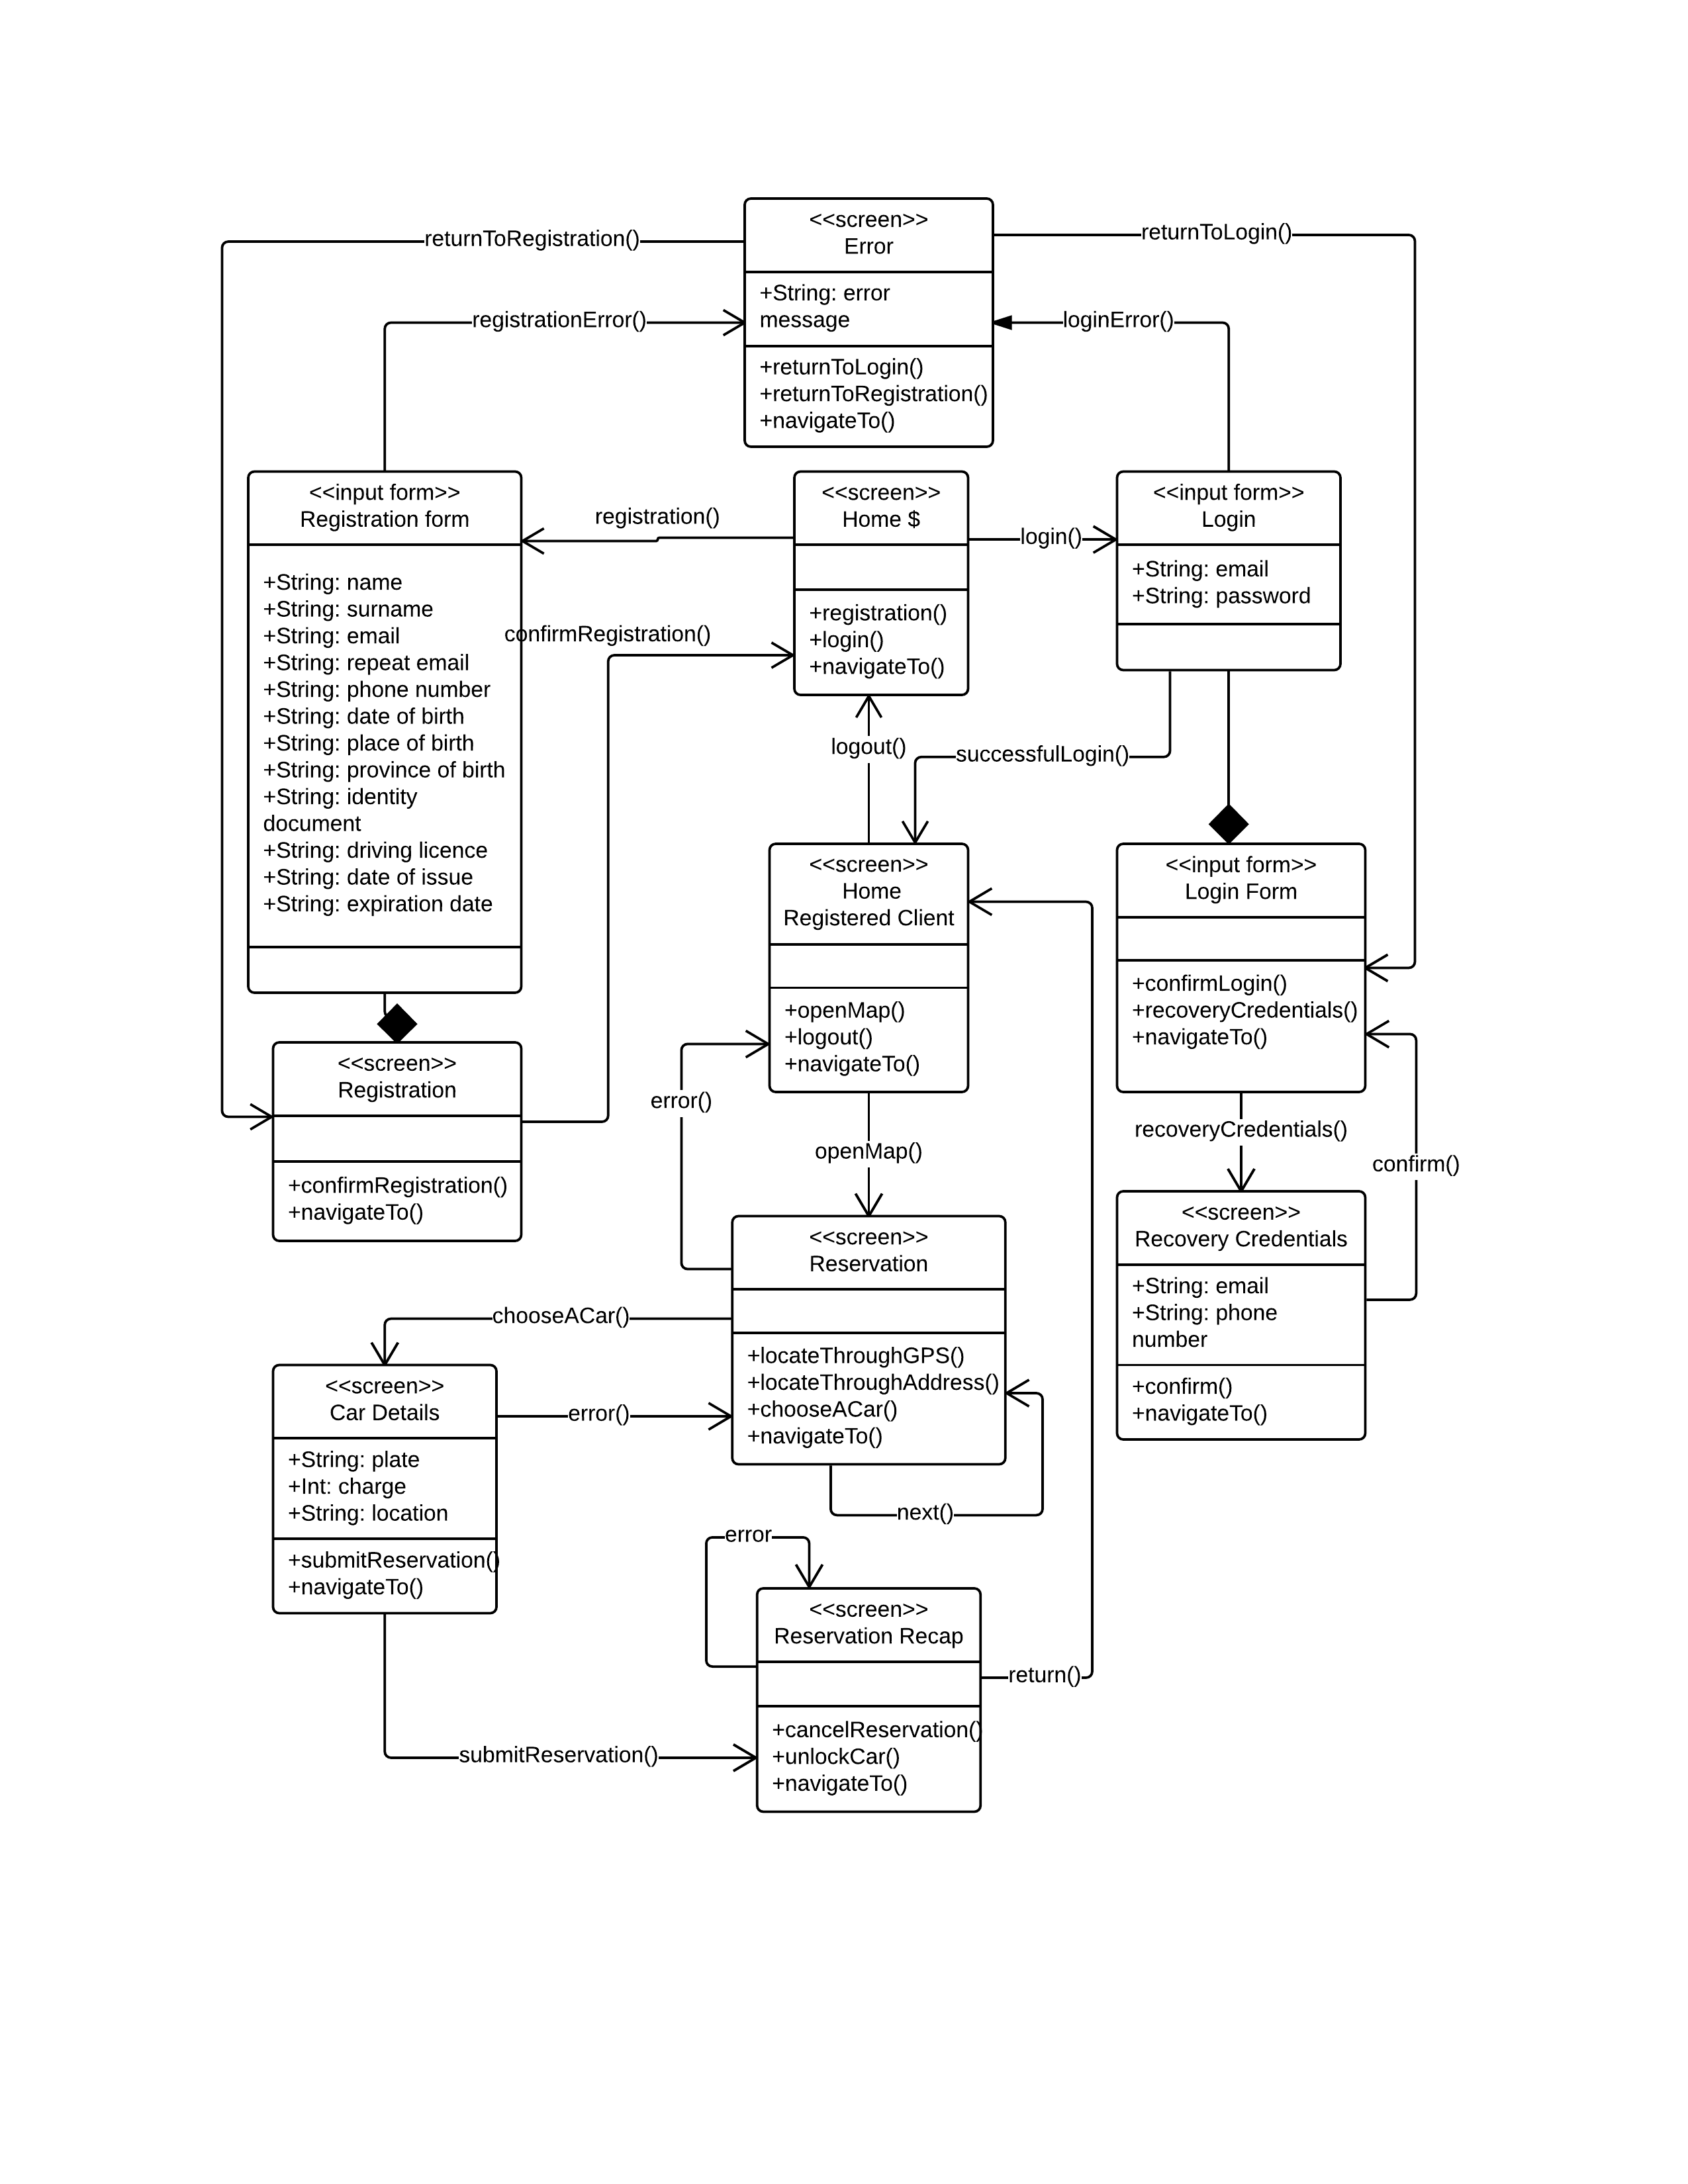 <<screen>>
Error
+String: error
message
+returnToLogin()
+returnToRegistration()
+navigateTo()
returnToRegistration()
returnToLogin()
registrationError()
loginError()
<<input form>>
Registration form
+String: name
+String: surname
+String: email
+String: repeat email
+String: phone number
+String: date of birth
+String: place of birth
+String: province of birth
+String: identity
document
+String: driving licence
+String: date of issue
+String: expiration date
registration()
<<screen>>
Home $
+registration()
+login()
+navigateTo()
login()
<<input form>>
Login
+String: email
+String: password
confirmRegistration()
logout()
successfulLogin()
<<screen>>
Home
Registered Client
+openMap()
+logout()
+navigateTo()
<<input form>>
Login Form
+confirmLogin()
+recoveryCredentials()
+navigateTo()
<<screen>>
Registration
+confirmRegistration()
+navigateTo()
error()
openMap()
recoveryCredentials()
confirm()
<<screen>>
Reservation
+locateThroughGPS()
+locateThroughAddress()
+chooseACar()
+navigateTo()
<<screen>>
Recovery Credentials
+String: email
+String: phone
number
+confirm()
+navigateTo()
chooseACar()
<<screen>>
Car Details
+String: plate
+Int: charge
+String: location
+submitReservation()
+navigateTo()
error()
next()
error
<<screen>>
Reservation Recap
+cancelReservation()
+unlockCar()
+navigateTo()
return()
submitReservation()